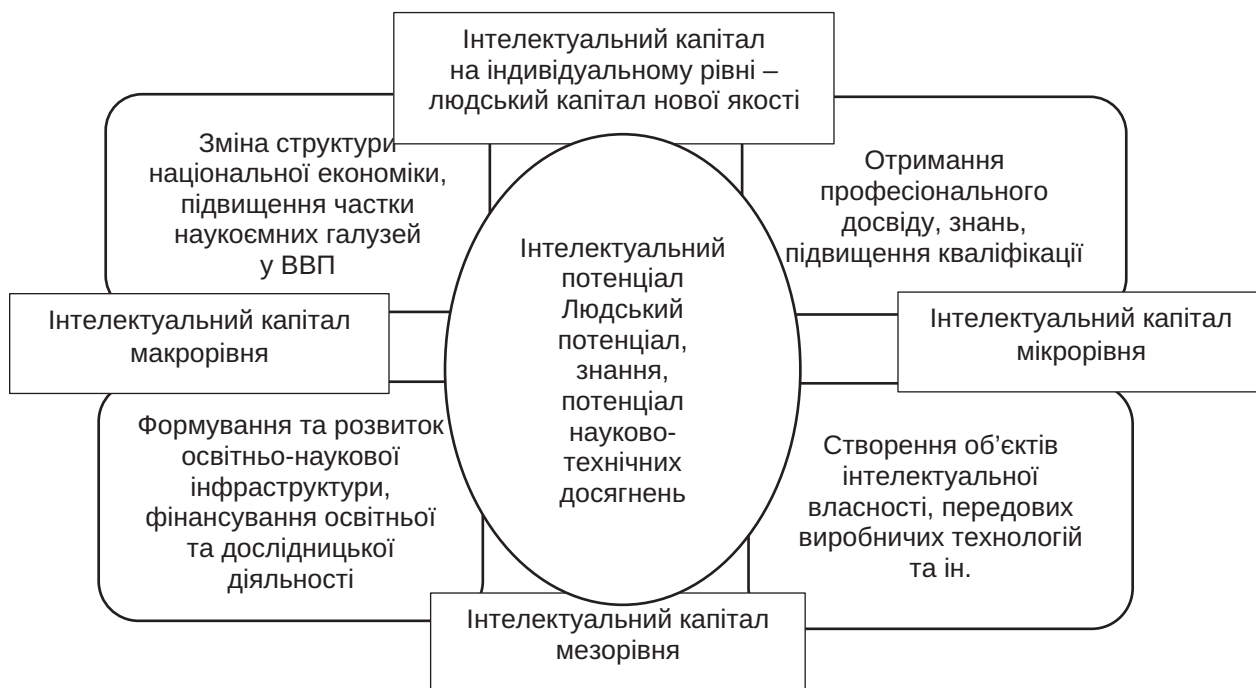 Інтелектуальний капітал
на індивідуальному рівні –
людський капітал нової якості
Зміна структури
національної економіки,
підвищення частки
наукоємних галузей
у ВВП
Отримання
професіонального
досвіду, знань,
підвищення кваліфікації
Інтелектуальний
потенціал
Людський
потенціал,
знання,
потенціал
науково-
технічних
досягнень
Інтелектуальний капітал
макрорівня
Інтелектуальний капітал
мікрорівня
Формування та розвиток
освітньо-наукової
інфраструктури,
фінансування освітньої
та дослідницької
діяльності
Створення об’єктів
інтелектуальної
власності, передових
виробничих технологій
та ін.
Інтелектуальний капітал
мезорівня